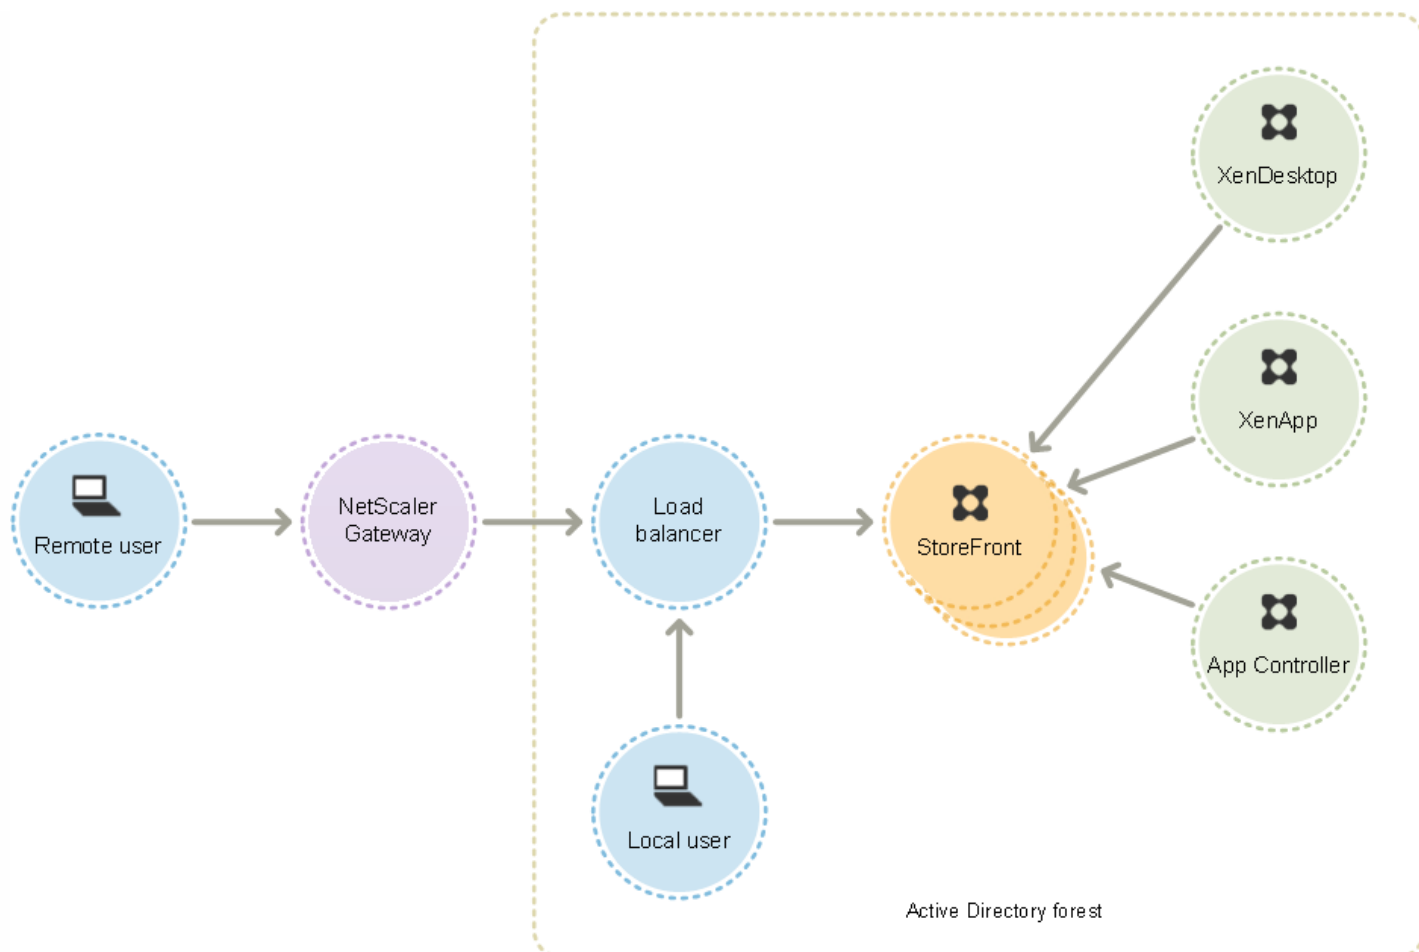 XenDesktop
XenApp
Remote user
NetScaler
Gateway
Load
balancer
StoreFront
App Controller
Local user
Active Directory forest